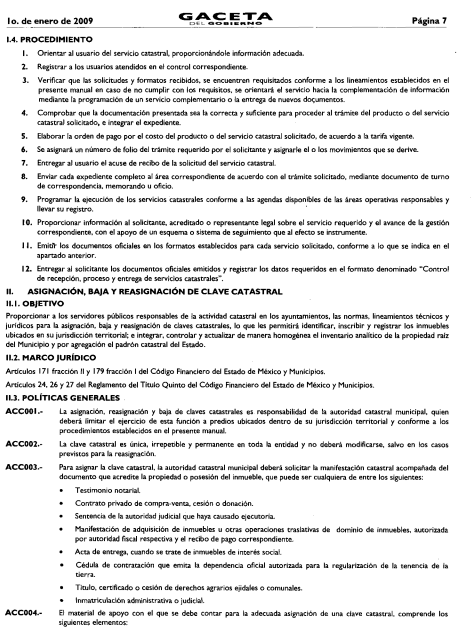 1o. de enero de 2009
GACETA
DEL GOBIERNO
Página 7
I.4. PROCEDIMIENTO
1. Orientar al usuario del servicio catastral, proporcionándole información adecuada.
2. Registrar a los usuarios atendidos en el control correspondiente.
3. Verificar que las solicitudes y formatos recibidos, se encuentren requisitados conforme a los lineamientos establecidos en el
presente manual en caso de no cumplir con los requisitos, se orientará el servicio hacia la complementación de información
mediante la programación de un servicio complementario o la entrega de nuevos documentos.
4. Comprobar que la documentación presentada sea la correcta y suficiente para proceder al trámite del producto o del servicio
catastral solicitado, e integrar el expediente.
5. Elaborar la orden de pago por el costo del producto o del servicio catastral solicitado, de acuerdo a la tarifa vigente.
6. Se asignará un número de folio del trámite requerido por el solicitante y asignarle el o los movimientos que se derive.
7. Entregar al usuario el acuse de recibo de la solicitud del servicio catastral.
8. Enviar cada expediente completo al área correspondiente de acuerdo con el trámite solicitado, mediante documento de turno
de correspondencia, memorando u oficio.
9. Programar la ejecución de los servicios catastrales conforme a las agendas disponibles de las áreas operativas responsables y
llevar su registro.
10. Proporcionar información al solicitante, acreditado o representante legal sobre el servicio requerido y el avance de la gestión
correspondiente, con el apoyo de un esquema o sistema de seguimiento que al efecto se instrumente.
11. Emitir los documentos oficiales en los formatos establecidos para cada servicio solicitado, conforme a lo que se indica en el
apartado anterior.
12. Entregar al solicitante los documentos oficiales emitidos y registrar los datos requeridos en el formato denominado "Control
de recepción, proceso y entrega de servicios catastrales".
II. ASIGNACIÓN, BAJA Y REASIGNACIÓN DE CLAVE CATASTRAL
II.1. OBJETIVO
Proporcionar a los servidores públicos responsables de la actividad catastral en los ayuntamientos, las normas, lineamientos técnicos y
jurídicos para la asignación, baja y reasignación de claves catastrales, lo que les permitirá identificar, inscribir y registrar los inmuebles
ubicados en su jurisdicción territorial; e integrar, controlar y actualizar de manera homogénea el inventario analítico de la propiedad raíz
del Municipio y por agregación el padrón catastral del Estado.
II.2. MARCO JURÍDICO
Artículos 171 fracción II y 179 fracción I del Código Financiero del Estado de México y Municipios.
Artículos 24, 26 y 27 del Reglamento del Título Quinto del Código Financiero del Estado de México y Municipios.
II.3. POLÍTICAS GENERALES
ACC001.- La asignación, reasignación y baja de claves catastrales es responsabilidad de la autoridad catastral municipal, quien
deberá limitar el ejercicio de esta función a predios ubicados dentro de su jurisdicción territorial y conforme a los
procedimientos establecidos en el presente manual.
ACC002.- La clave catastral es única, irrepetible y permanente en toda la entidad y no deberá modificarse, salvo en los casos
previstos para la reasignación.
ACC003.- Para asignar la clave catastral, la autoridad catastral municipal deberá solicitar la manifestación catastral acompañada del
documento que acredite la propiedad o posesión del inmueble, que puede ser cualquiera de entre los siguientes:
• Testimonio notarial.
• Contrato privado de compra-venta, cesión o donación.
• Sentencia de la autoridad judicial que haya causado ejecutoria.
• Manifestación de adquisición de inmuebles u otras operaciones traslativas de dominio de inmuebles, autorizada
por autoridad fiscal respectiva y el recibo de pago correspondiente.
• Acta de entrega, cuando se trate de inmuebles de interés social.
• Cédula de contratación que emita la dependencia oficial autorizada para la regularización de la tenencia de la
tierra.
• Título, certificado o cesión de derechos agrarios ejidales o comunales.
• Inmatriculación administrativa o judicial.
ACC004.- El material de apoyo con el que se debe contar para la adecuada asignación de una clave catastral, comprende los
siguientes elementos: